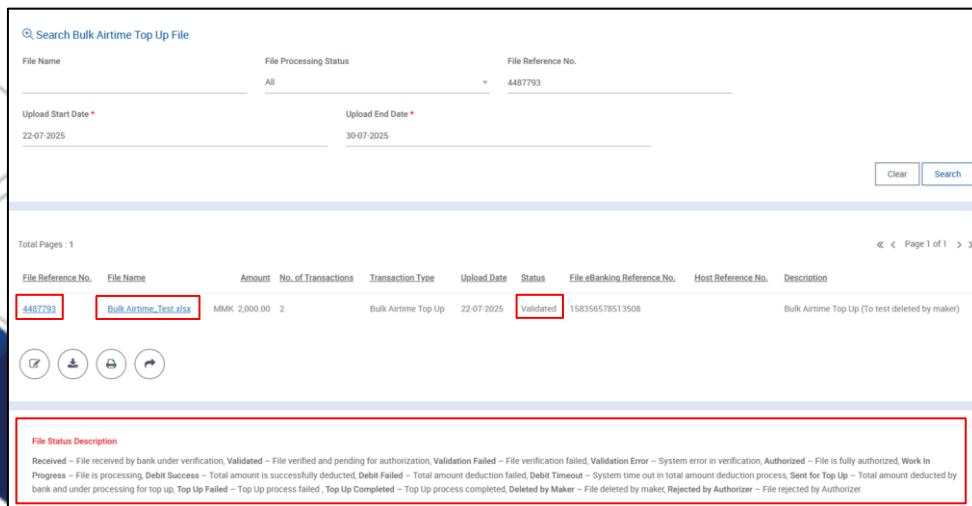 Search Bulk Airtime Top Up File
File Name File Processing Status File Reference No.
All 4487793
Upload Start Date * Upload End Date *
22-07-2025 30-07-2025
Clear Search
Total Pages : 1 « < Page 1 of 1 >
File Reference No. File Name Amount No. of Transactions Transaction Type Upload Date Status File eBanking Reference No. Host Reference No. Description
4487793 Bulk Airtime_Test.xlsx MMK 2,000.00 2 Bulk Airtime Top Up 22-07-2025 Validated 158356578513508 Bulk Airtime Top Up (To test deleted by maker)
File Status Description
Received – File received by bank under verification, Validated – File verified and pending for authorization, Validation Failed – File verification failed, Validation Error – System error in verification, Authorized – File is fully authorized, Work In
Progress – File is processing, Debit Success – Total amount is successfully deducted, Debit Failed – Total amount deduction failed, Debit Timeout – System time out in total amount deduction process, Sent for Top Up – Total amount deducted by
bank and under processing for top up, Top Up Failed – Top Up process failed , Top Up Completed – Top Up process completed, Deleted by Maker – File deleted by maker, Rejected by Authorizer – File rejected by Authorizer